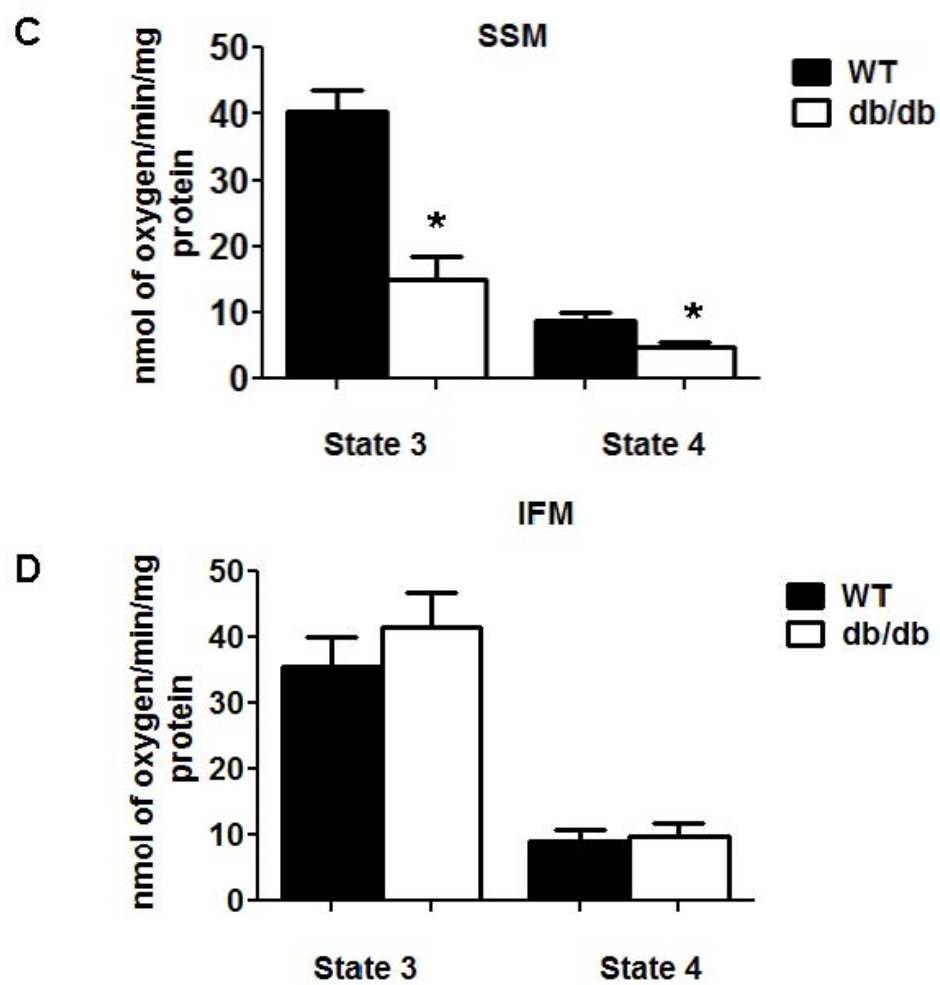 C
SSM
WT
db/db
nmol of oxygen/min/mg
protein
50
40
30
20
10
0
*
*
State 3
State 4
D
IFM
WT
db/db
nmol of oxygen/min/mg
protein
50
40
30
20
10
0
State 3
State 4